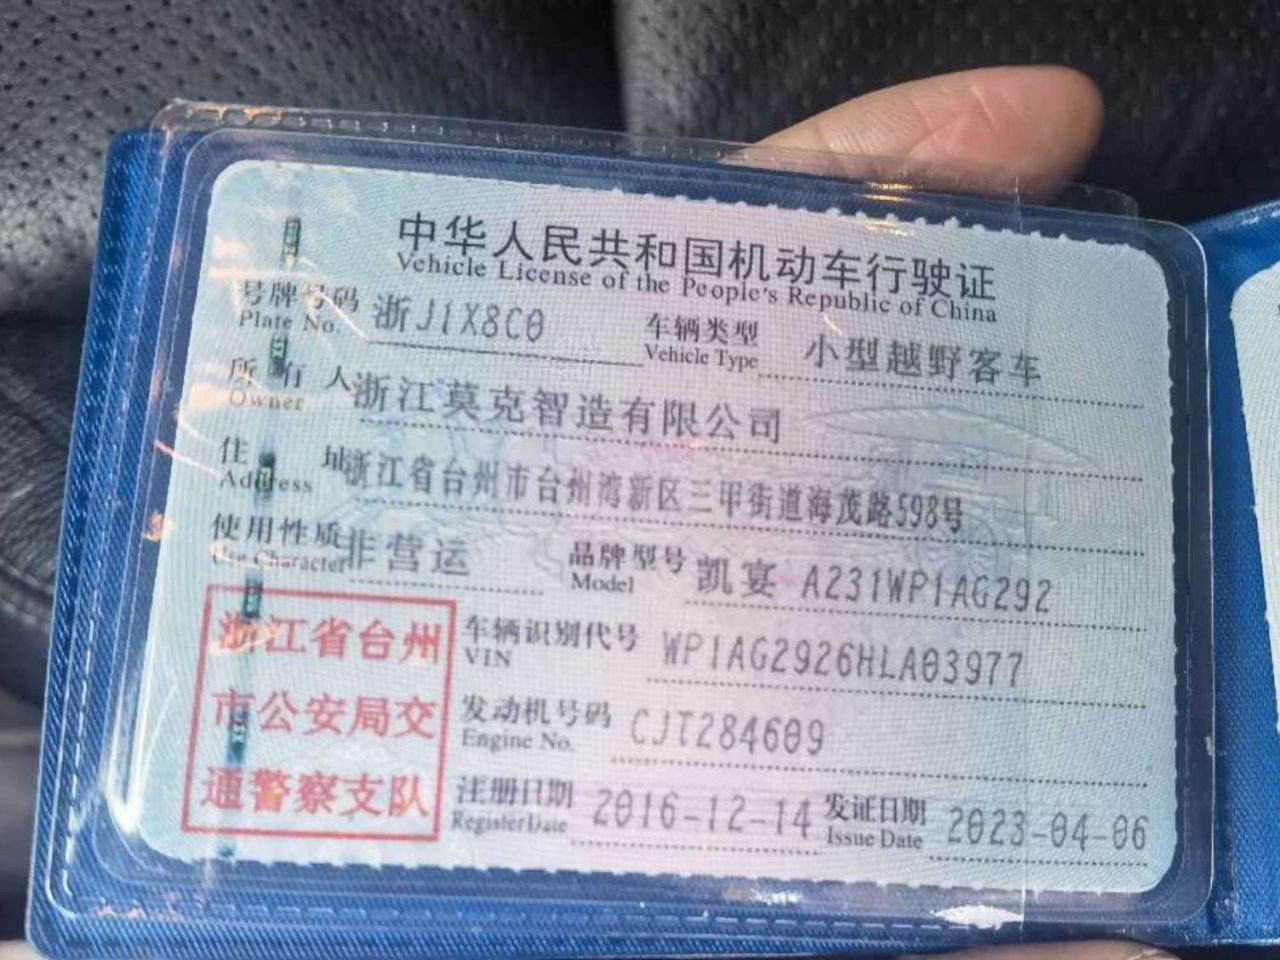 中华人民共和国机动车行驶证
Vehicle License of the People's Republic of China
号牌号码 浙J1X8C0 车辆类型 小型越野客车
Plate No. Vehicle Type
所有人 浙江莫克智造有限公司
Owner
住址 浙江省台州市台州湾新区三甲街道海茂路598号
Address
使用性质 非营运 品牌型号 凯宴 A231WP1AG292
Use Character Model
浙江省台州
市公安局交
通警察支队
车辆识别代号 WP1AG2926HLA03977
VIN
发动机号码 CJT284609
Engine No.
注册日期 2016-12-14 发证日期 2023-04-06
Register Date Issue Date